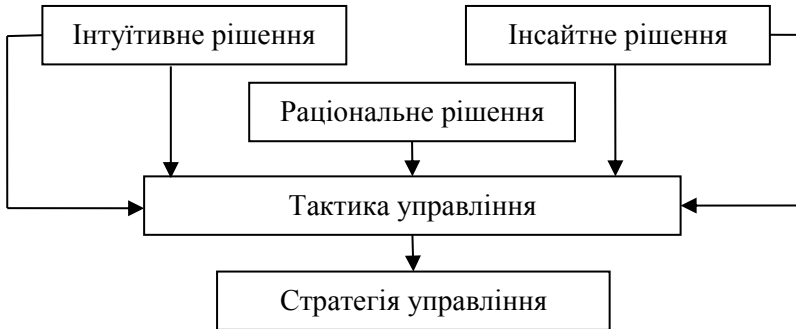 Інтуїтивне рішення
Інсайтне рішення
Раціональне рішення
Тактика управління
Стратегія управління